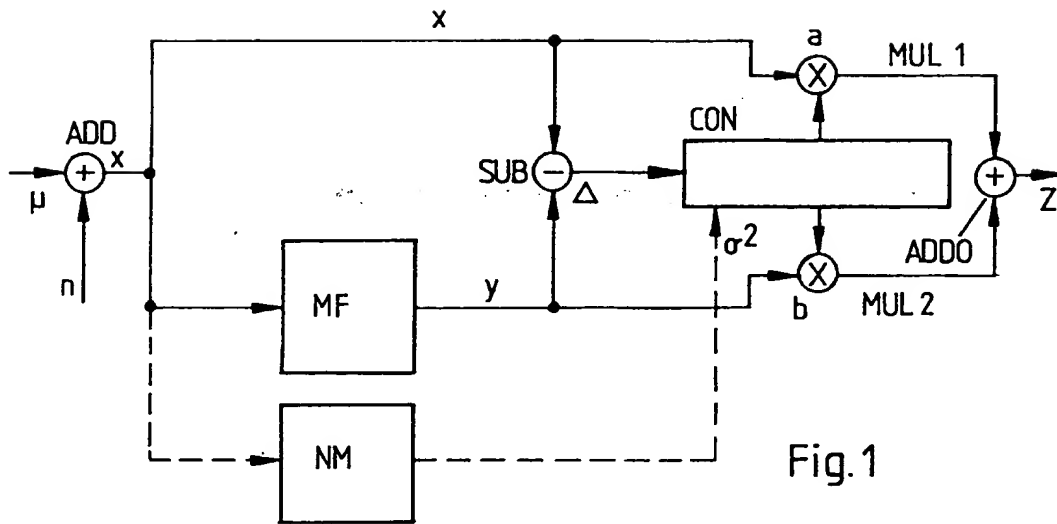 x
a
MUL 1
ADD
x
CON
μ
SUB
−
Δ
+
+
Z
n
σ²
ADDO
MF
y
b
MUL 2
X
X
NM
Fig. 1